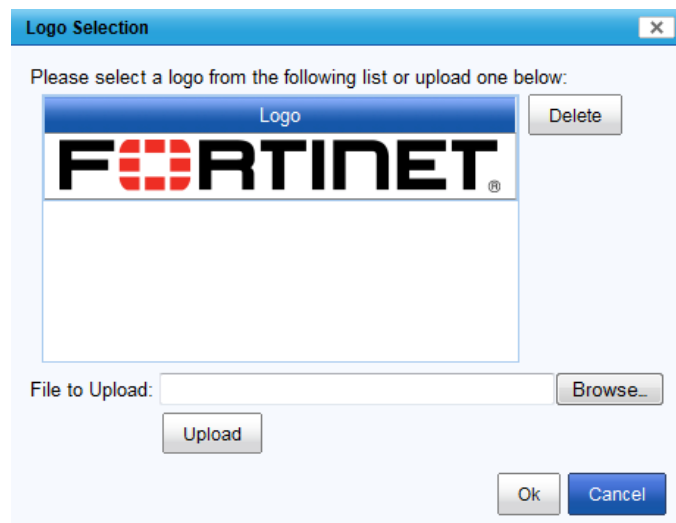 Logo Selection
Please select a logo from the following list or upload one below:
Logo
Delete
FORTINET®
File to Upload:
Browse...
Upload
Ok
Cancel